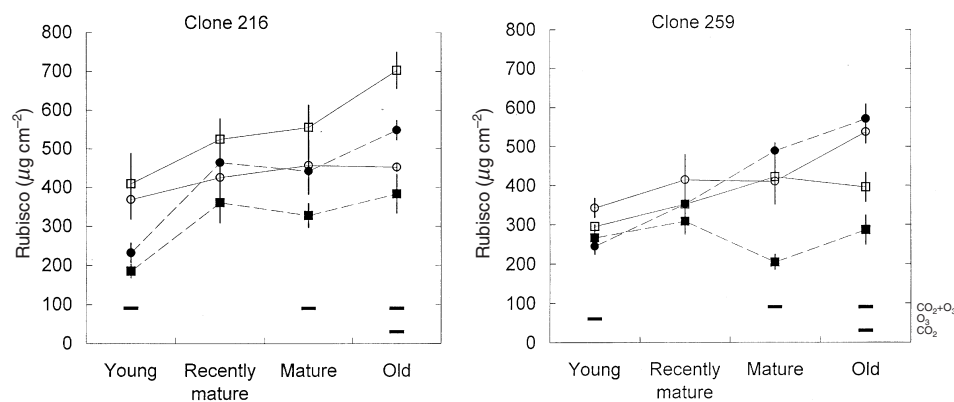 Clone 216
Rubisco (μg cm⁻²)
800
700
600
500
400
300
200
100
0
Young
Recently mature
Mature
Old
Clone 259
Rubisco (μg cm⁻²)
800
700
600
500
400
300
200
100
0
CO₂+O₃
O₃
CO₂
Young
Recently mature
Mature
Old